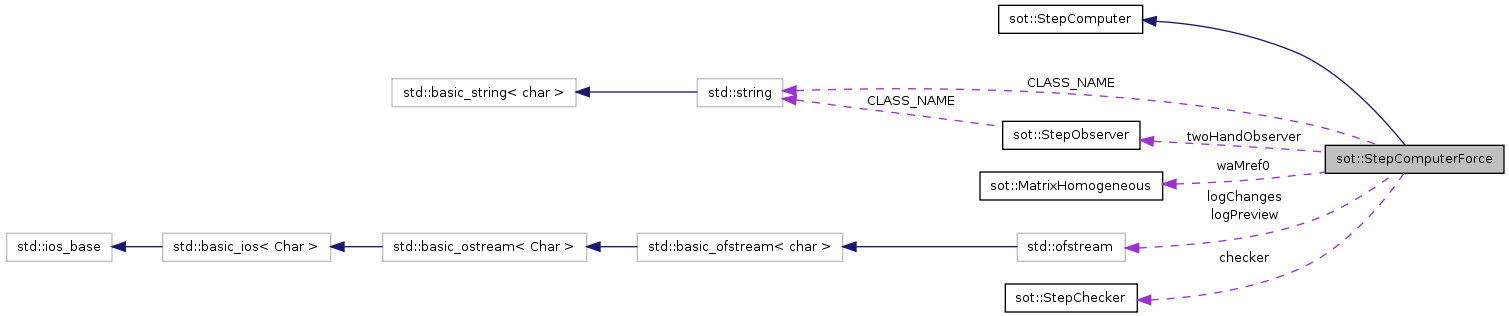 sot::StepComputer
CLASS_NAME
std::basic_string< char >
std::string
CLASS_NAME
sot::StepObserver
twoHandObserver
sot::StepComputerForce
waMref0
sot::MatrixHomogeneous
logChanges
logPreview
std::ios_base
std::basic_ios< Char >
std::basic_ostream< Char >
std::basic_ofstream< char >
std::ofstream
checker
sot::StepChecker